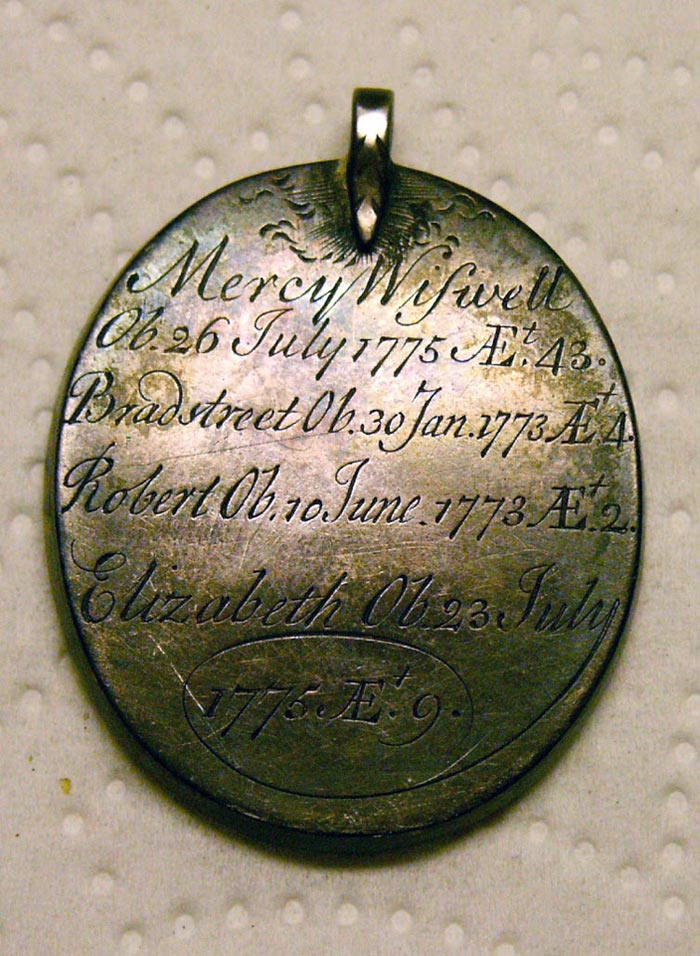 Mercy Wiſwell
Ob. 26 July 1775 Æt. 43.
Bradstreet Ob. 30 Jan. 1773 Æt. 4.
Robert Ob. 10 June. 1773. Æt. 2.
Elizabeth Ob. 23 July
1775 Æt. 9.